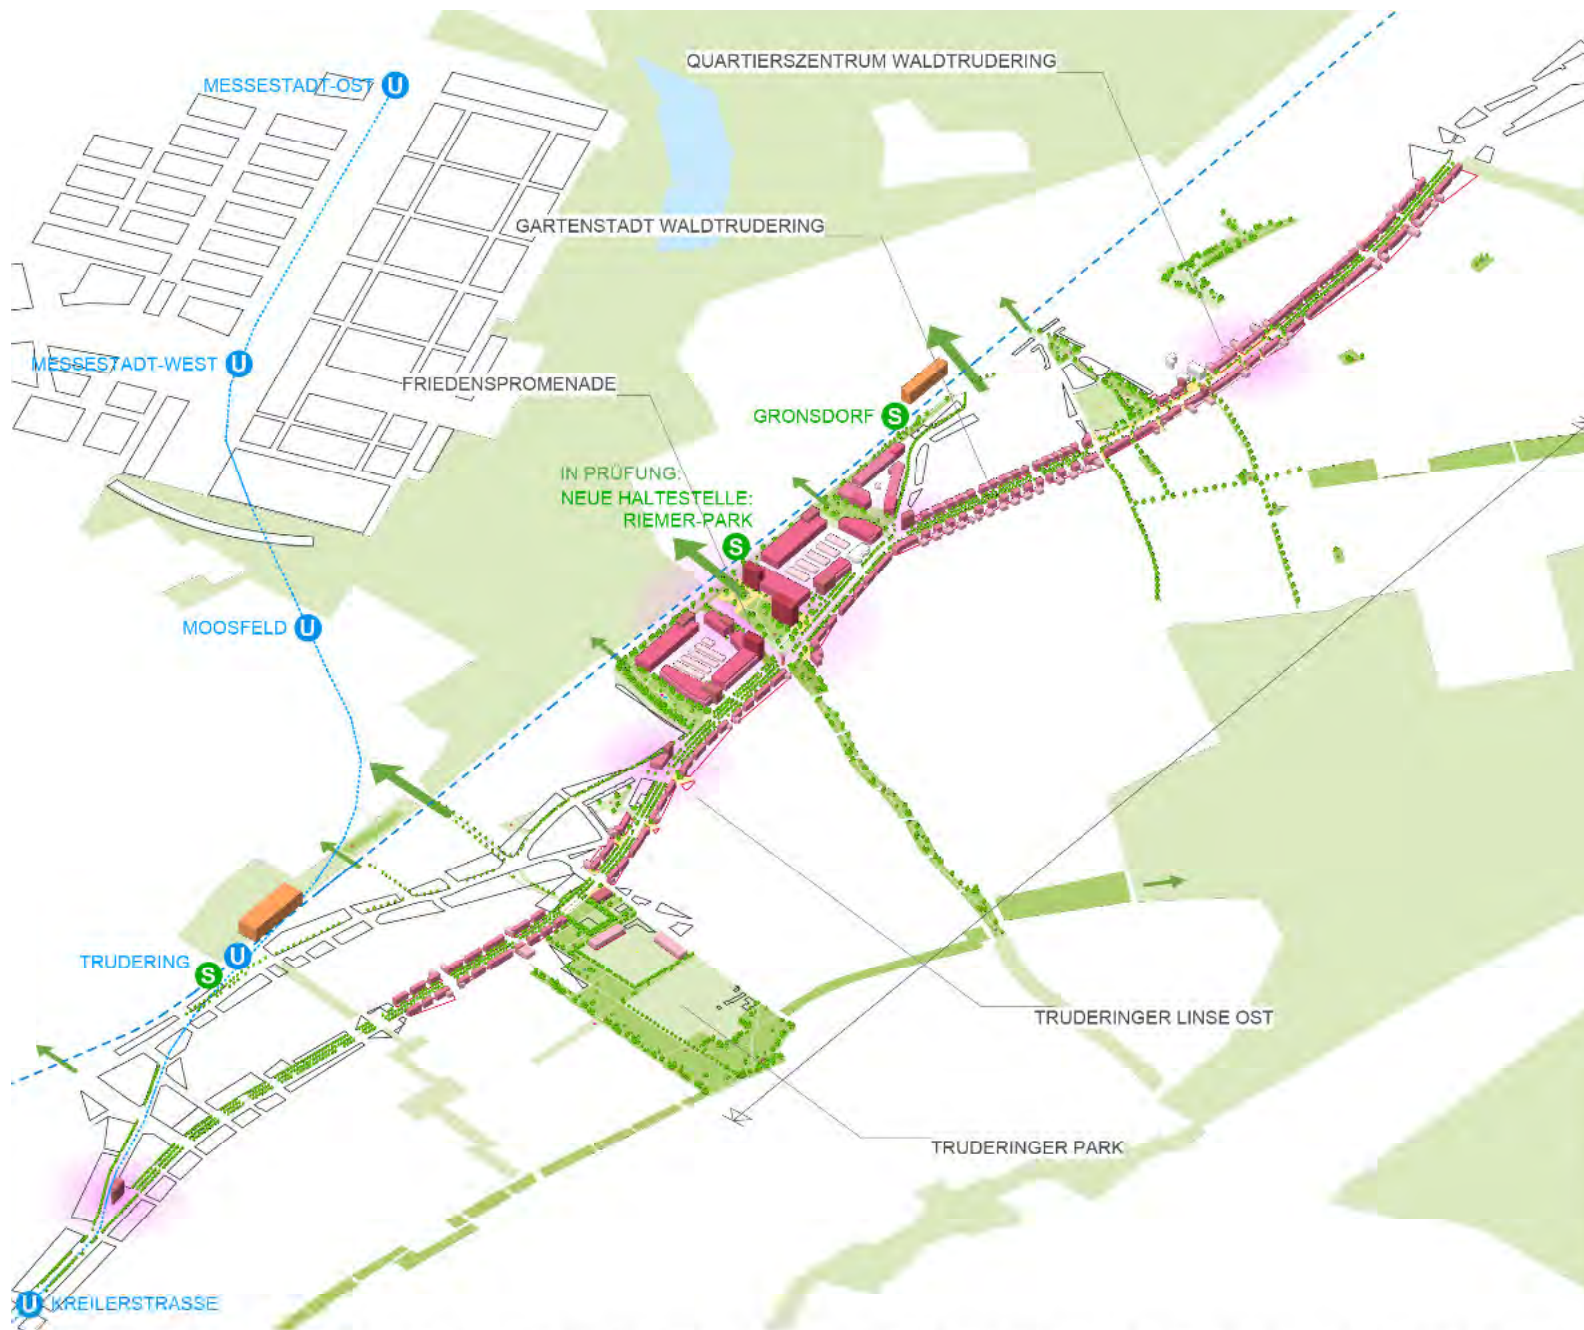 QUARTIERSZENTRUM WALDTRUDERING
MESSESTADT-OST U
GARTENSTADT WALDTRUDERING
MESSESTADT-WEST U
FRIEDENSPROMENADE
GRONSDORF S
IN PRÜFUNG:
NEUE HALTESTELLE:
RIEMER-PARK
S
MOOSFELD U
TRUDERING S U
TRUDERINGER LINSE OST
TRUDERINGER PARK
U KREILERSTRASSE